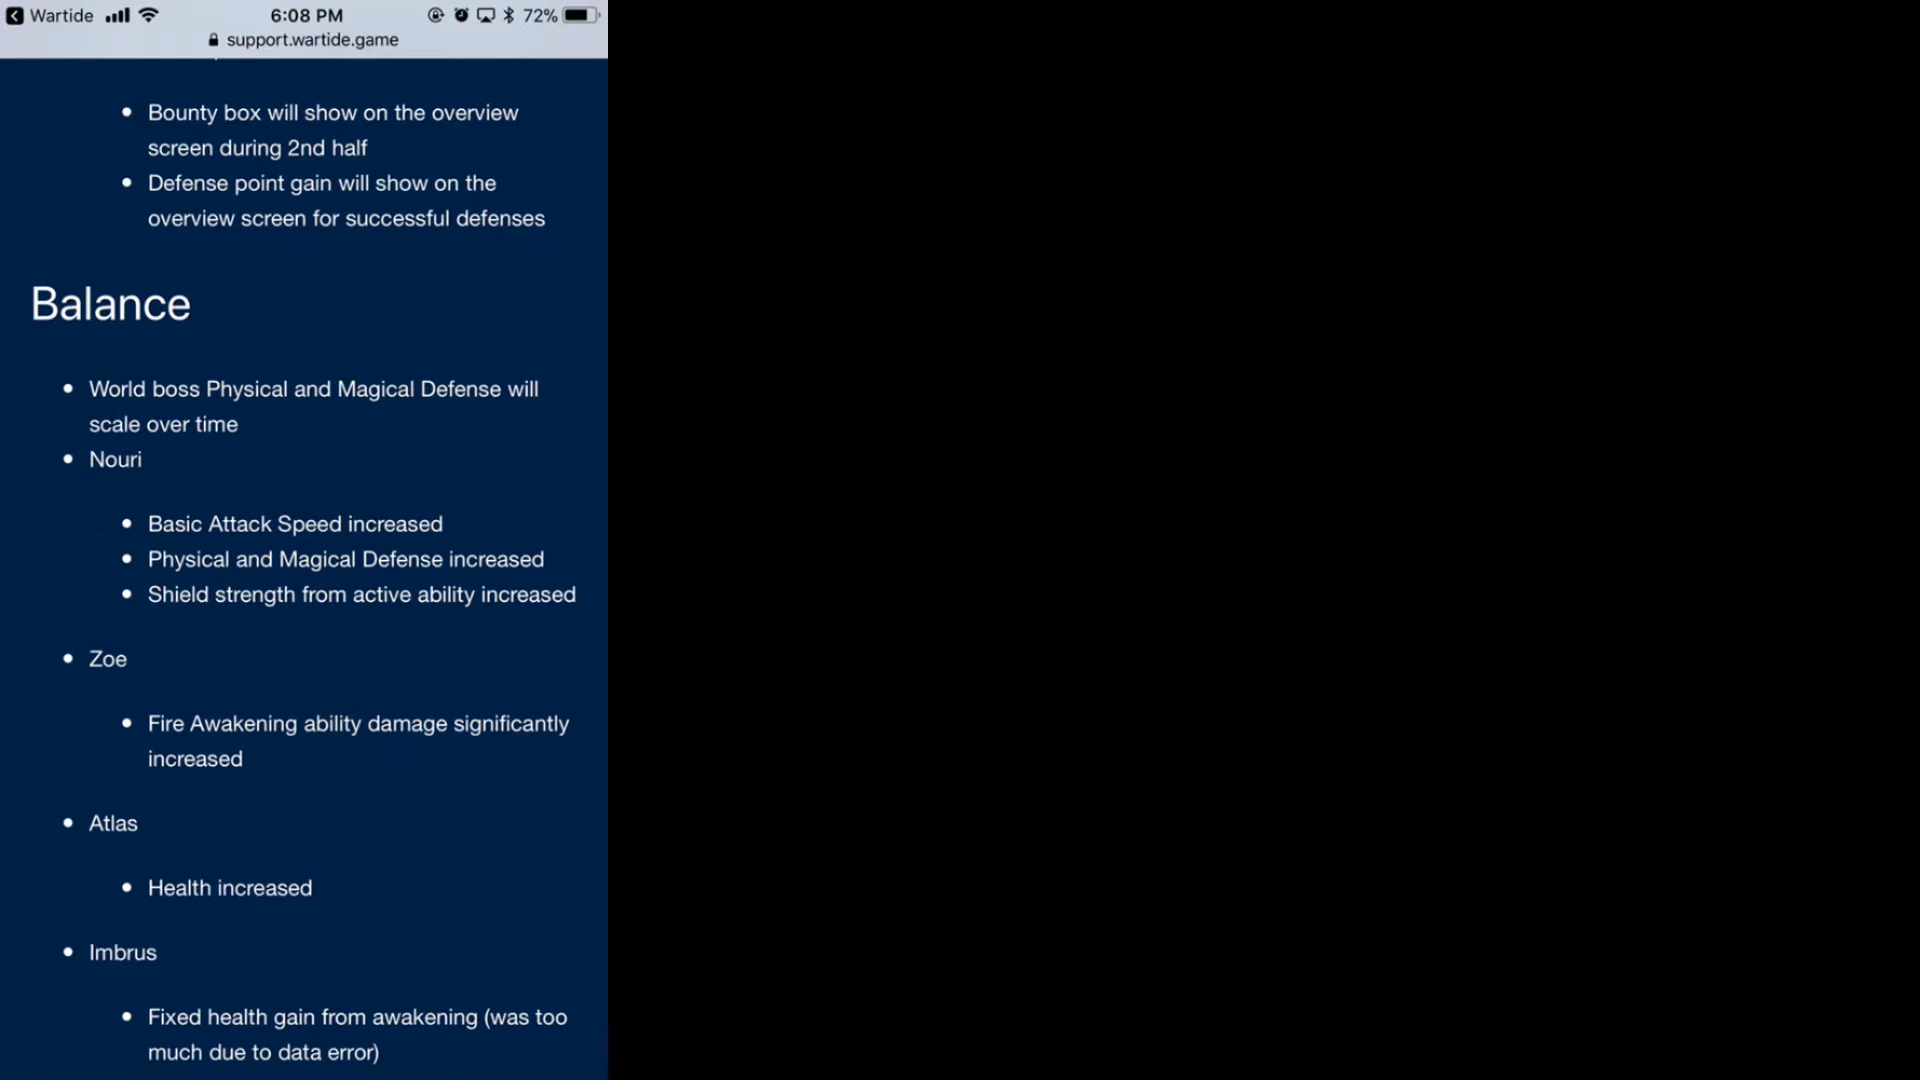 Wartide 6:08 PM 72%
support.wartide.game
Bounty box will show on the overview
screen during 2nd half
Defense point gain will show on the
overview screen for successful defenses
Balance
World boss Physical and Magical Defense will
scale over time
Nouri
Basic Attack Speed increased
Physical and Magical Defense increased
Shield strength from active ability increased
Zoe
Fire Awakening ability damage significantly
increased
Atlas
Health increased
Imbrus
Fixed health gain from awakening (was too
much due to data error)